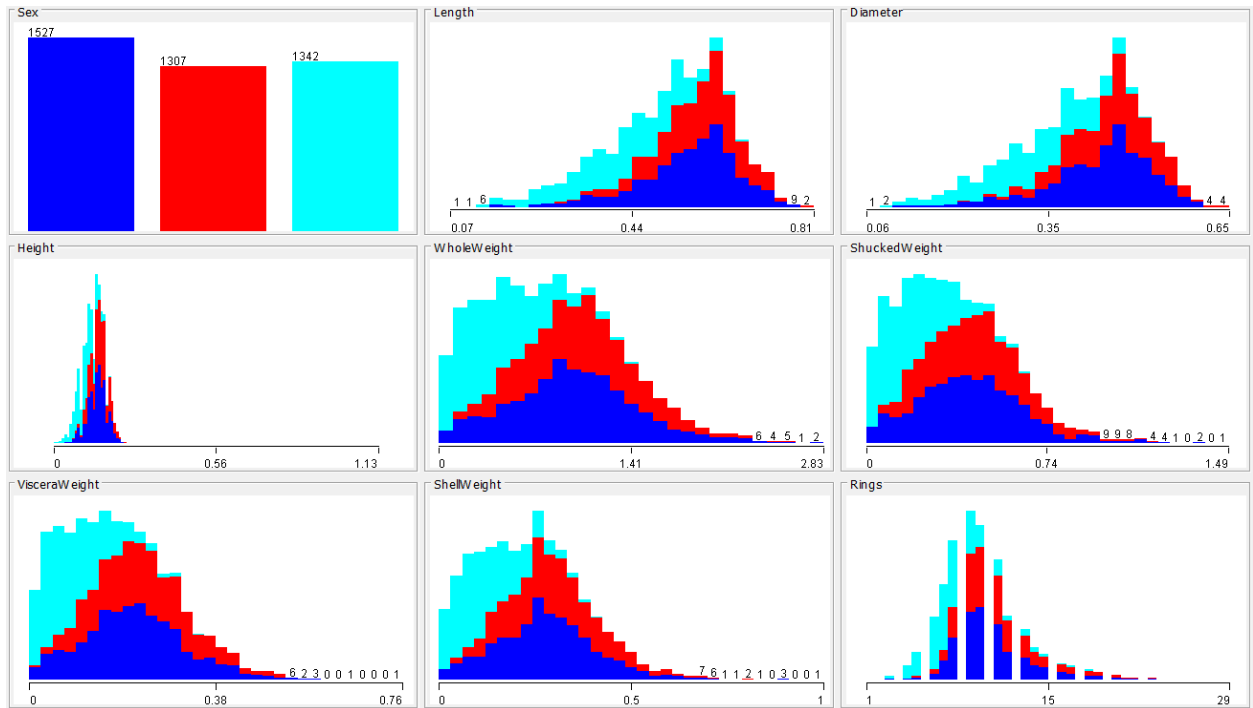 Sex
1527
1307
1342
Length
1 1 6 9 2
0.07 0.44 0.81
Diameter
1 2 4 4
0.06 0.35 0.65
Height
0 0.56 1.13
WholeWeight
6 4 5 1 2
0 1.41 2.83
ShuckedWeight
9 9 8 4 4 1 0 2 0 1
0 0.74 1.49
VisceraWeight
6 2 3 0 0 1 0 0 0 1
0 0.38 0.76
ShellWeight
7 6 1 1 2 1 0 3 0 0 1
0 0.5 1
Rings
1 15 29